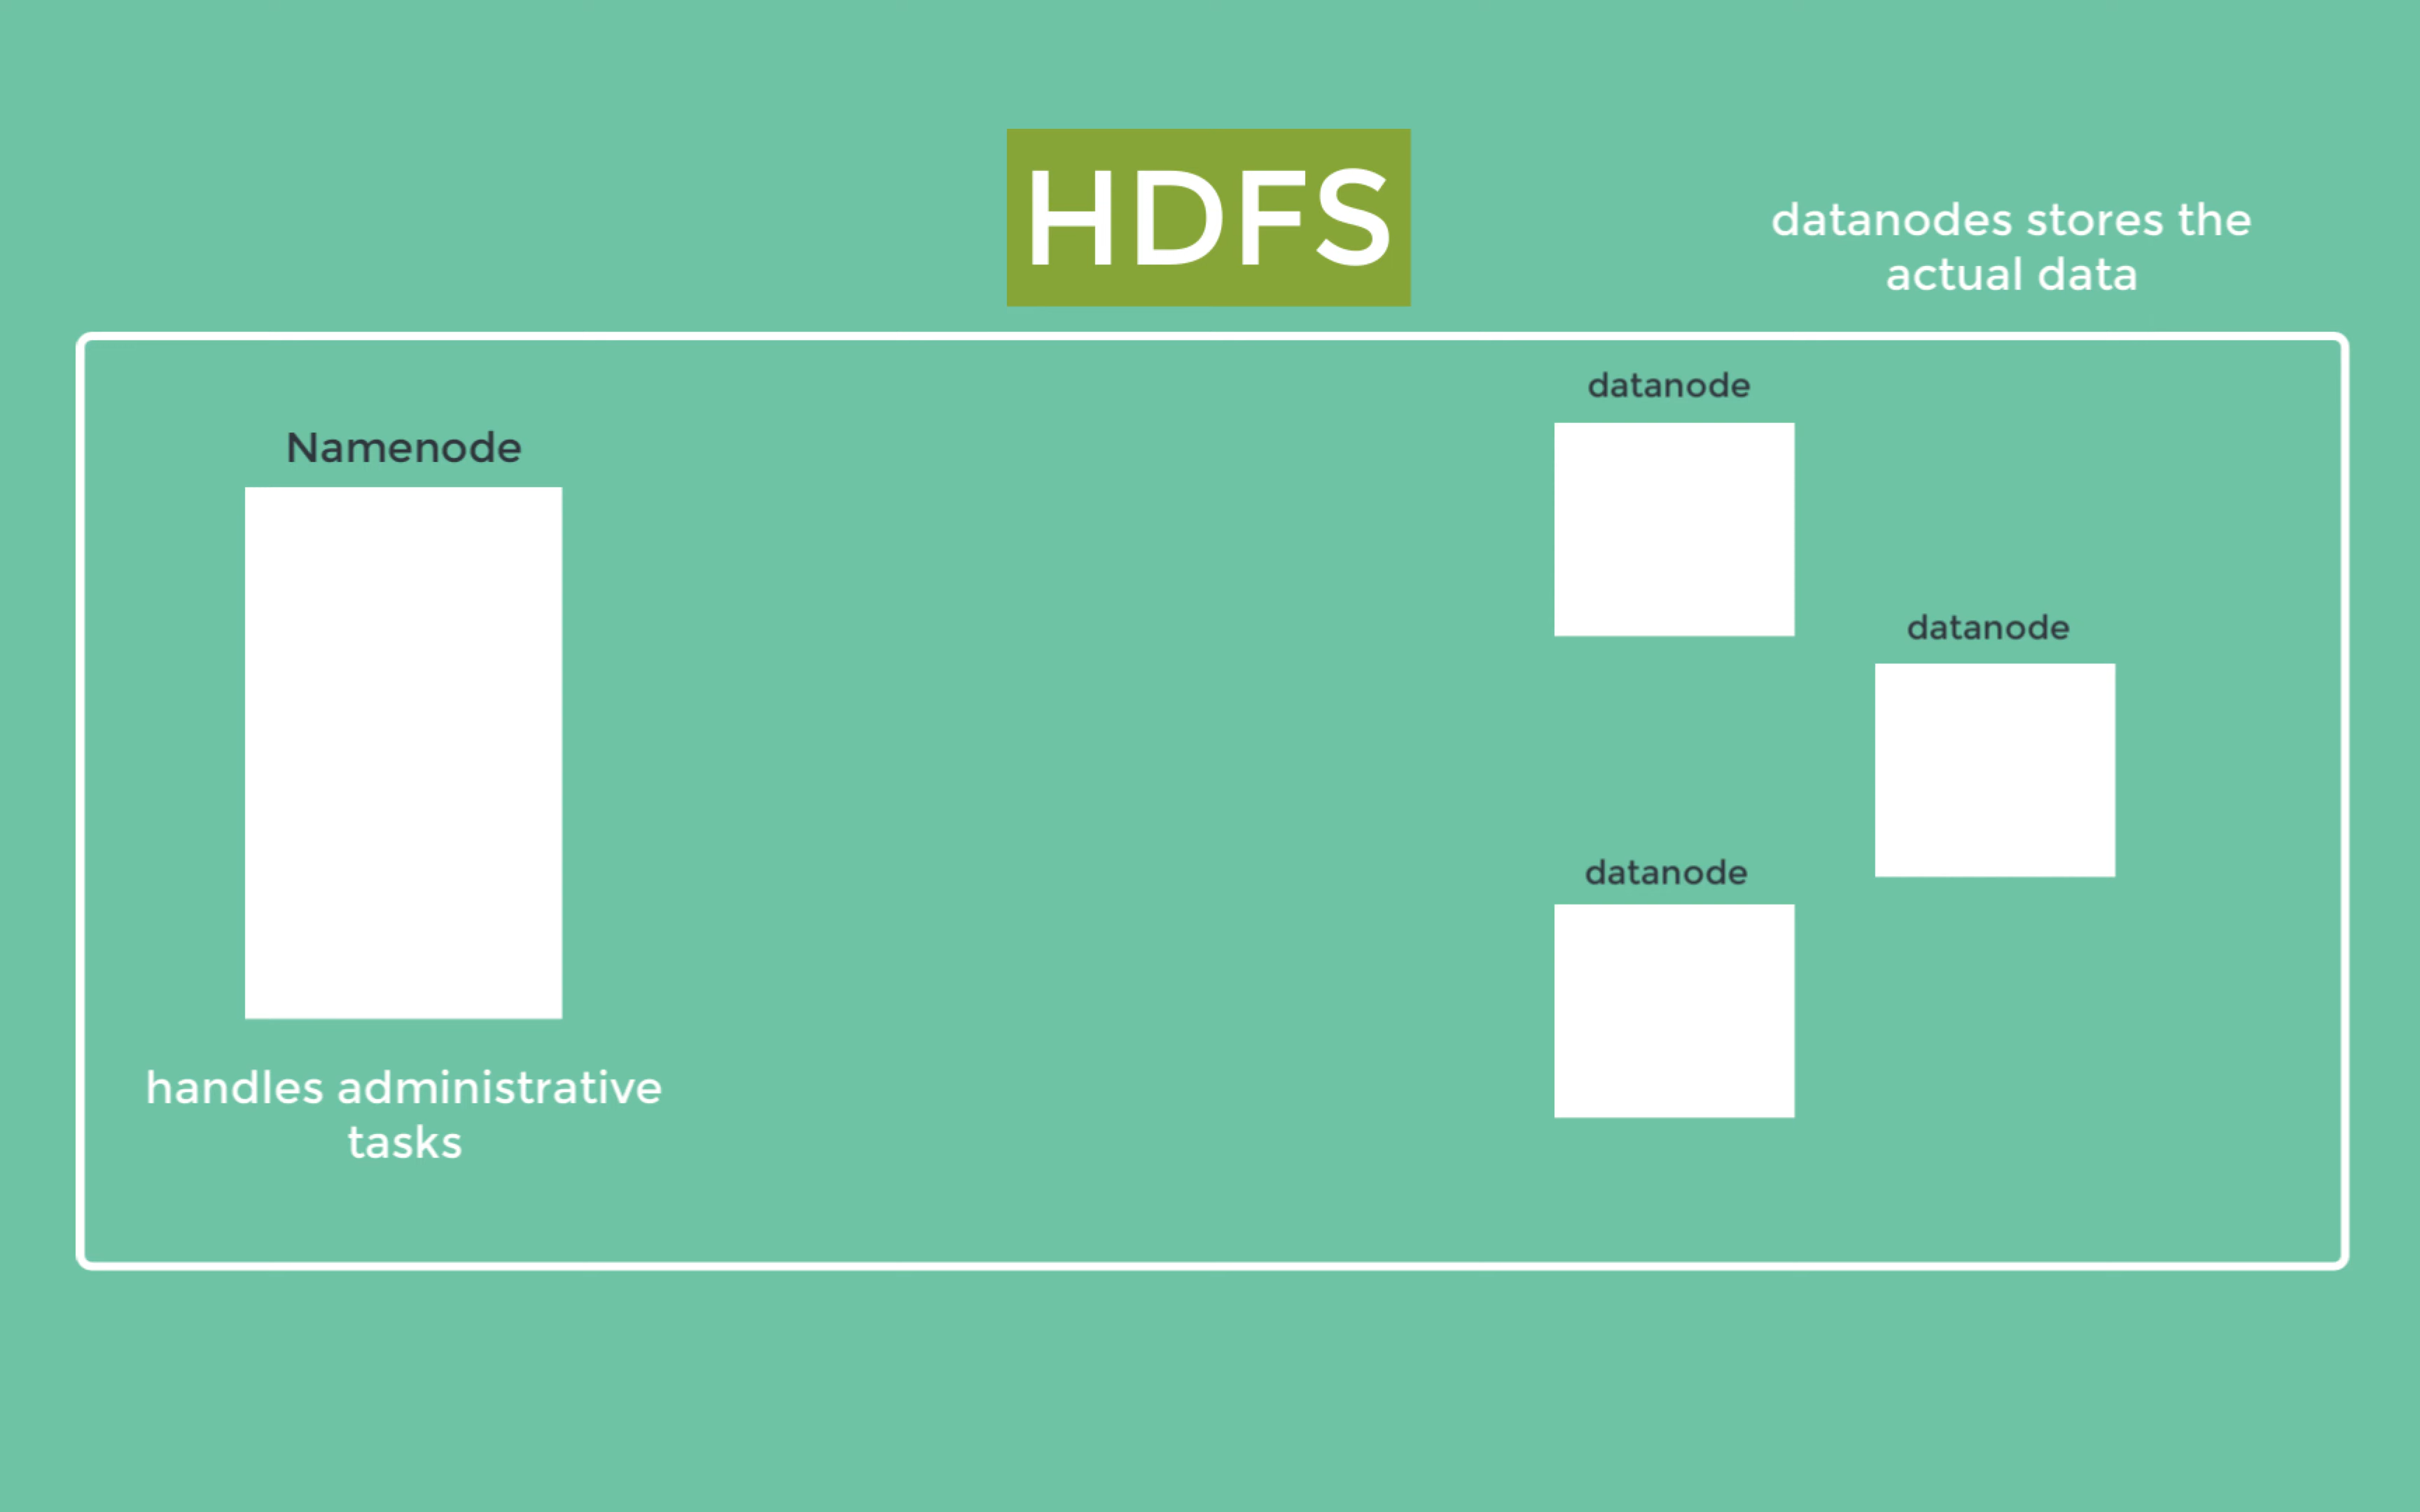 HDFS
datanodes stores the
actual data
datanode
Namenode
datanode
datanode
handles administrative
tasks